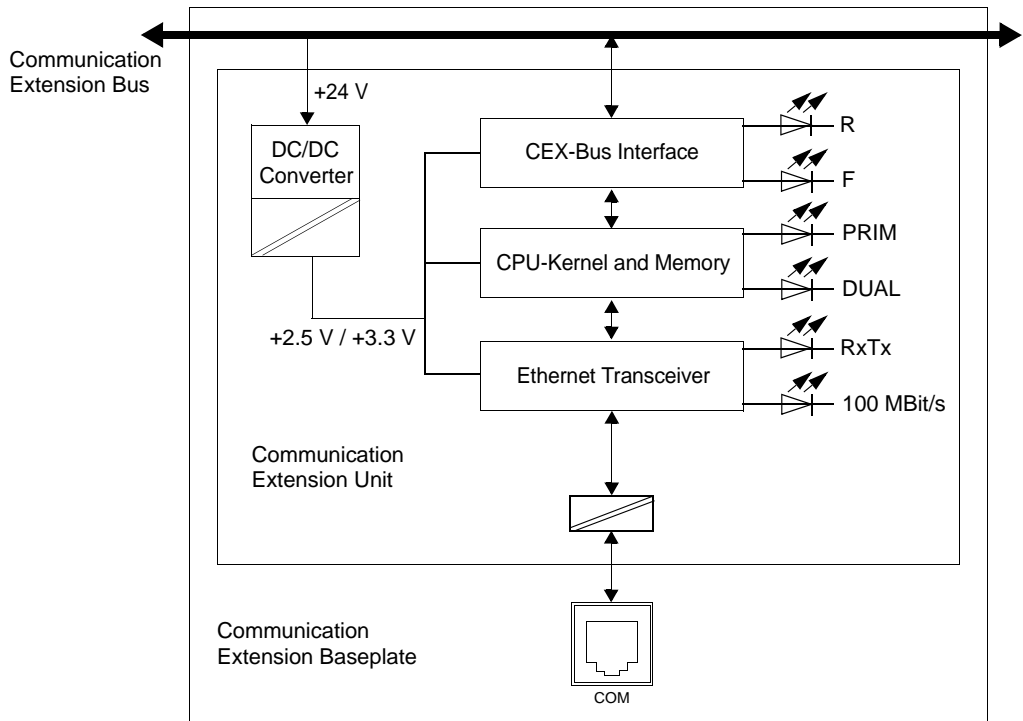 Communication
Extension Bus
+24 V
DC/DC
Converter
CEX-Bus Interface
R
F
CPU-Kernel and Memory
PRIM
DUAL
+2.5 V / +3.3 V
Ethernet Transceiver
RxTx
100 MBit/s
Communication
Extension Unit
Communication
Extension Baseplate
COM